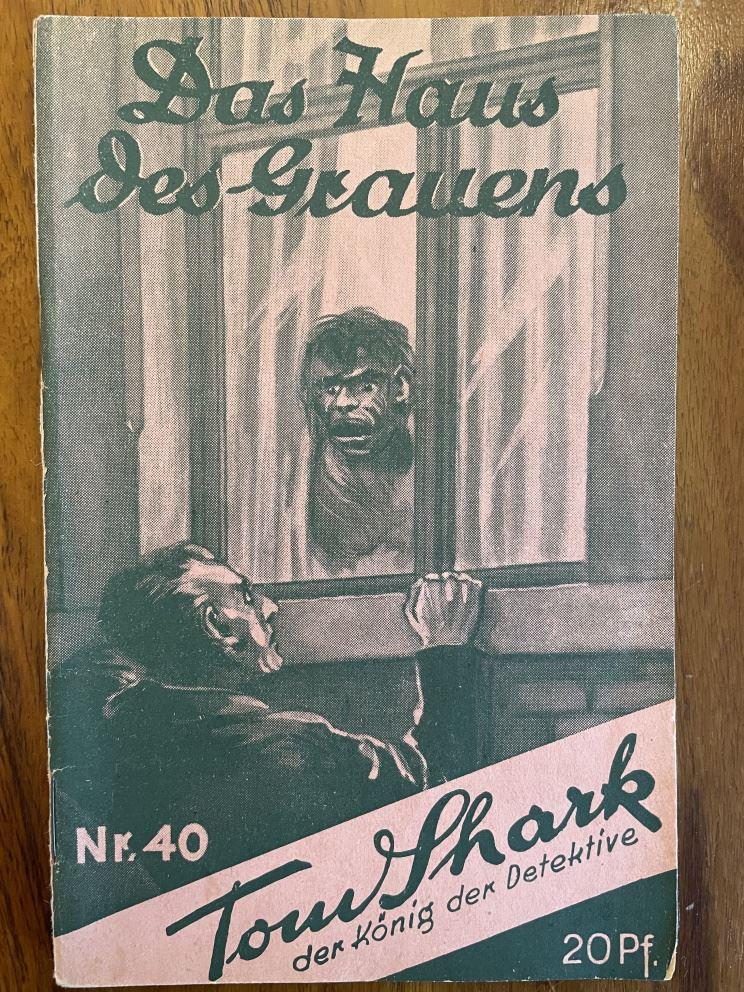 Das Haus
des Grauens
Nr. 40
Tom Shark
der König der Detektive
20 Pf.